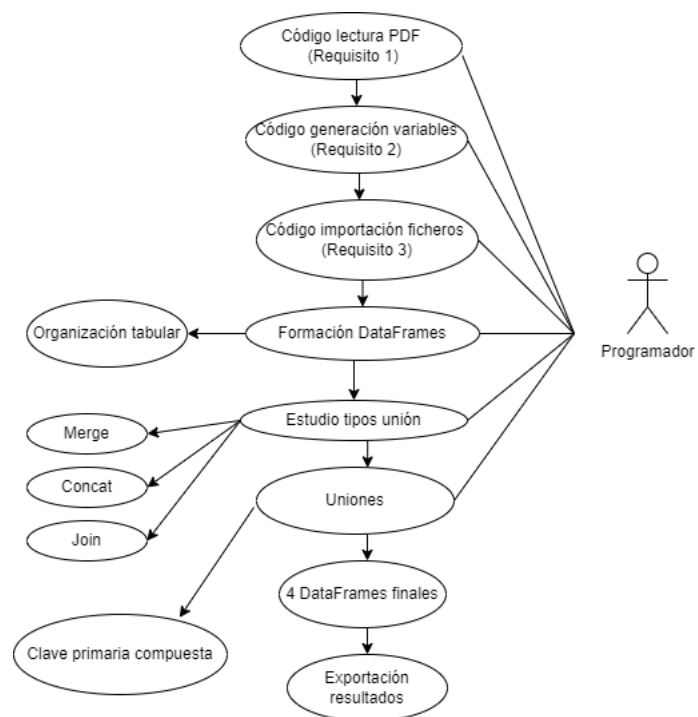 Código lectura PDF
(Requisito 1)
Código generación variables
(Requisito 2)
Código importación ficheros
(Requisito 3)
Organización tabular
Formación DataFrames
Programador
Estudio tipos unión
Merge
Concat
Join
Uniones
4 DataFrames finales
Clave primaria compuesta
Exportación
resultados